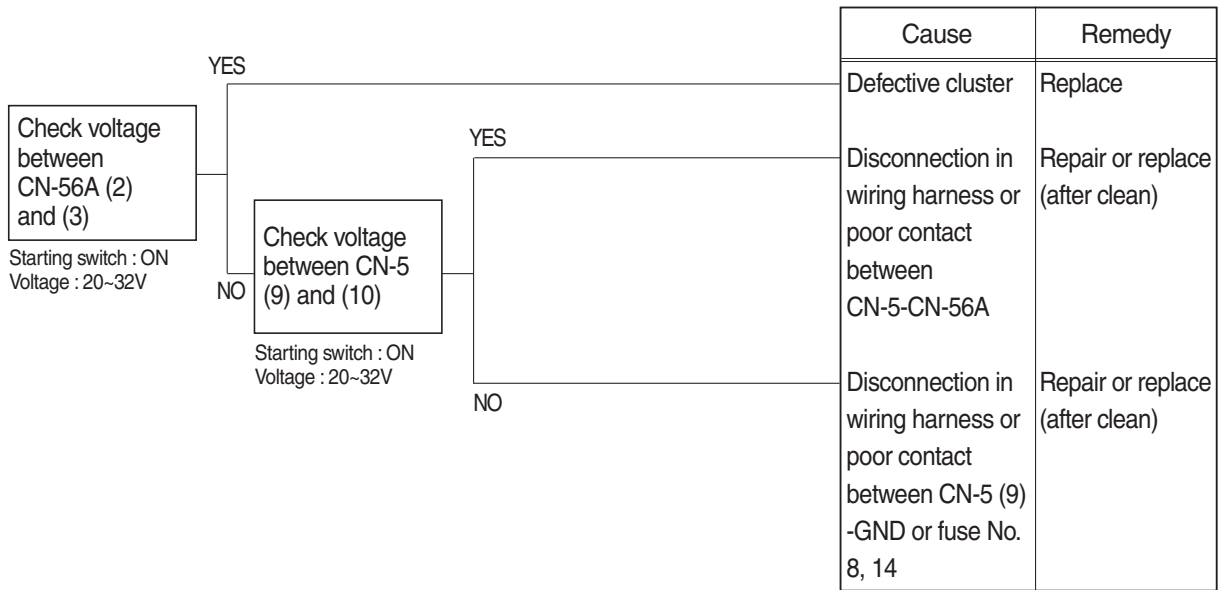 Cause
Remedy
YES
Defective cluster
Replace
Check voltage
between
CN-56A (2)
and (3)
Starting switch : ON
Voltage : 20~32V
YES
Disconnection in
wiring harness or
poor contact
between
CN-5-CN-56A
Repair or replace
(after clean)
NO
Check voltage
between CN-5
(9) and (10)
Starting switch : ON
Voltage : 20~32V
NO
Disconnection in
wiring harness or
poor contact
between CN-5 (9)
-GND or fuse No.
8, 14
Repair or replace
(after clean)